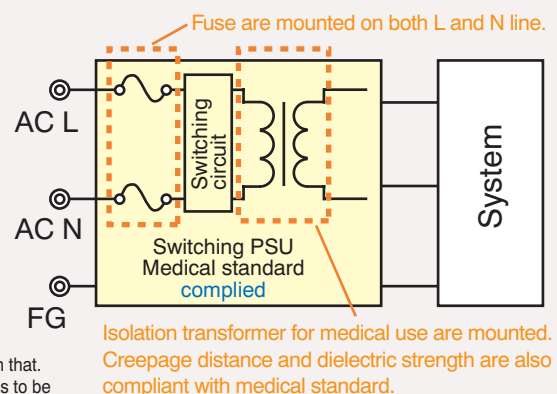 Fuse are mounted on both L and N line.
AC L
Switching
circuit
System
AC N
Switching PSU
Medical standard
complied
FG
Isolation transformer for medical use are mounted.
Creepage distance and dielectric strength are also
compliant with medical standard.
that.
s to be